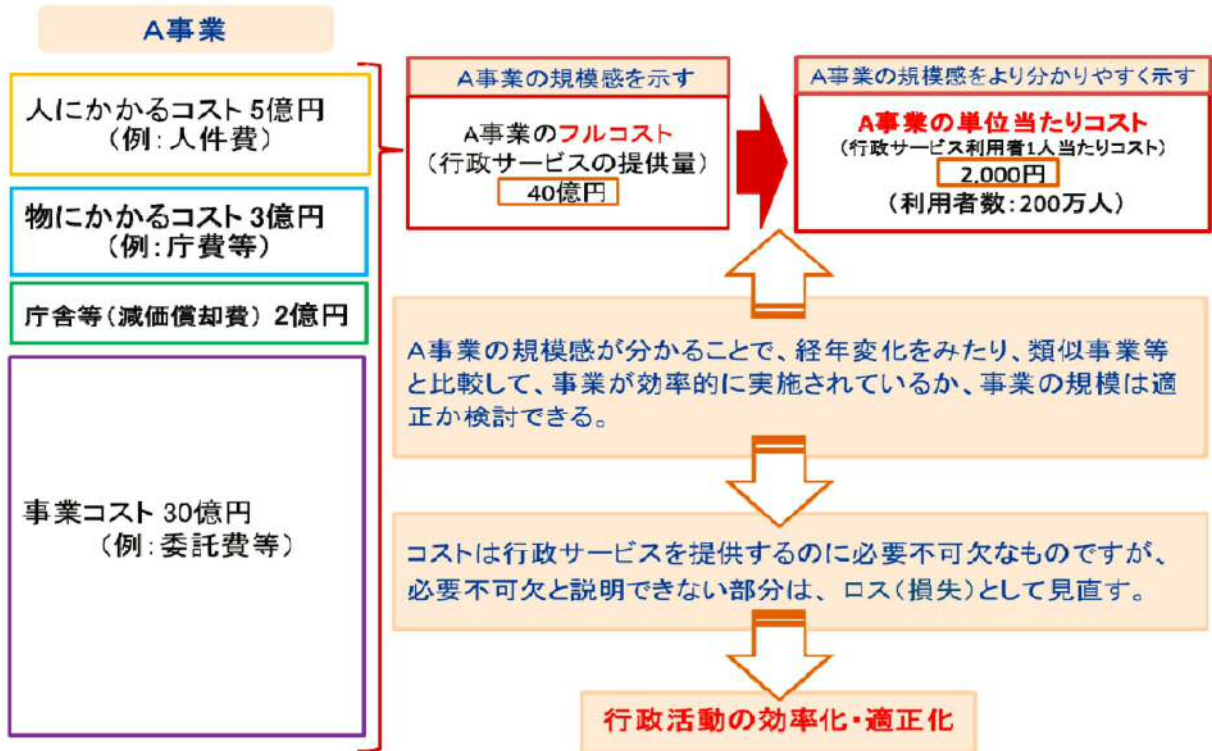 A事業
人にかかるコスト 5億円
(例:人件費)
物にかかるコスト 3億円
(例:庁費等)
庁舎等(減価償却費) 2億円
事業コスト 30億円
(例:委託費等)
A事業の規模感を示す
A事業のフルコスト
(行政サービスの提供量)
40億円
A事業の規模感をより分かりやすく示す
A事業の単位当たりコスト
(行政サービス利用者1人当たりコスト)
2,000円
(利用者数:200万人)
A事業の規模感が分かることで、経年変化をみたり、類似事業等
と比較して、事業が効率的に実施されているか、事業の規模は適
正か検討できる。
コストは行政サービスを提供するのに必要不可欠なものですが、
必要不可欠と説明できない部分は、ロス(損失)として見直す。
行政活動の効率化・適正化